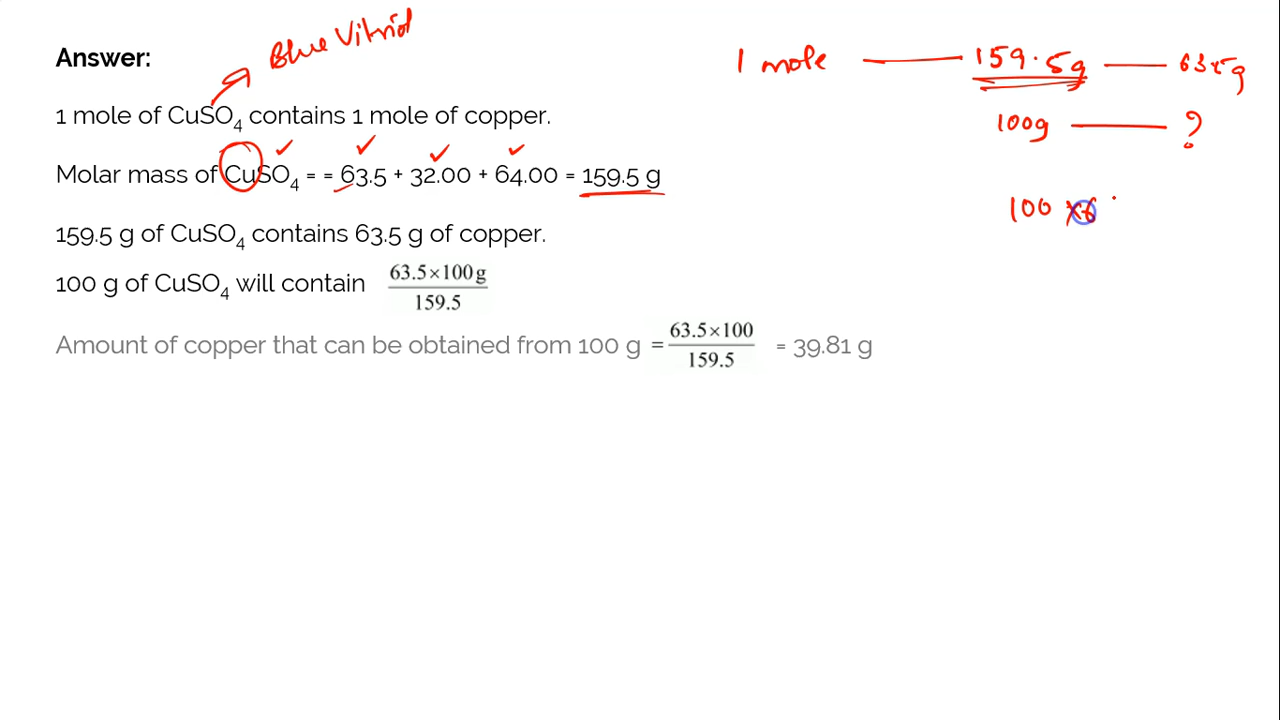 Answer:
Blue Vitriol
1 mole of CuSO₄ contains 1 mole of copper.
Molar mass of CuSO₄ = = 63.5 + 32.00 + 64.00 = 159.5 g
159.5 g of CuSO₄ contains 63.5 g of copper.
100 g of CuSO₄ will contain 63.5×100g
159.5
Amount of copper that can be obtained from 100 g = 63.5×100 = 39.81 g
159.5
1 mole — 159.5g — 63.5g
100g — ?
100 ×6